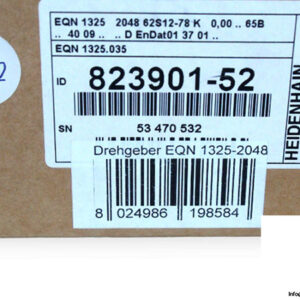 EQN 1325 2048 62S12-78 K 0,00 .. 65B
.. 40 09 .. .. D EnDat01 37 01 ..
EQN 1325.035
ID 823901-52
SN 53 470 532
HEIDENHAIN
Drehgeber EQN 1325-2048
8 024986 198584
2